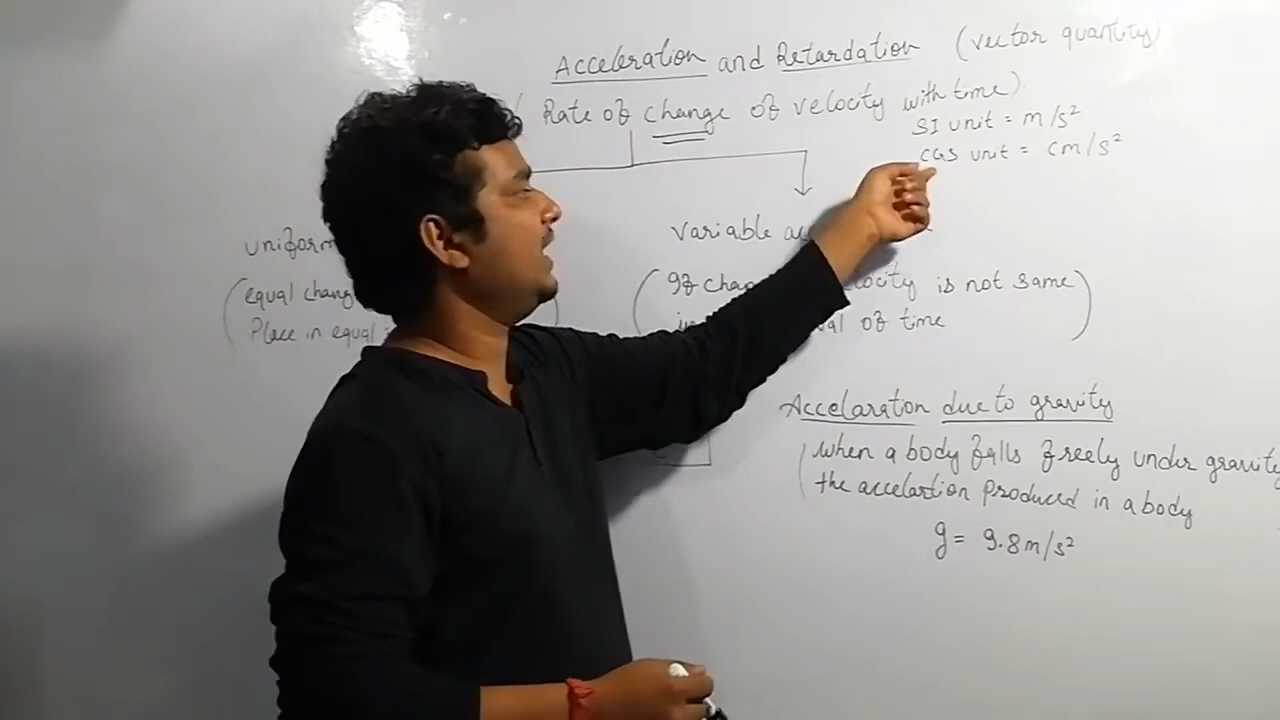 Acceleration and Retardation (vector quantity)
Rate of change of velocity with time)
SI unit = m/s²
CGS unit = cm/s²
uniform
variable
(equal chang
Place in equal
(If chan locity is not same)
val of time
Accelaration due to gravity
(when a body falls freely under gravity
the accelartion produced in a body
g = 9.8m/s²